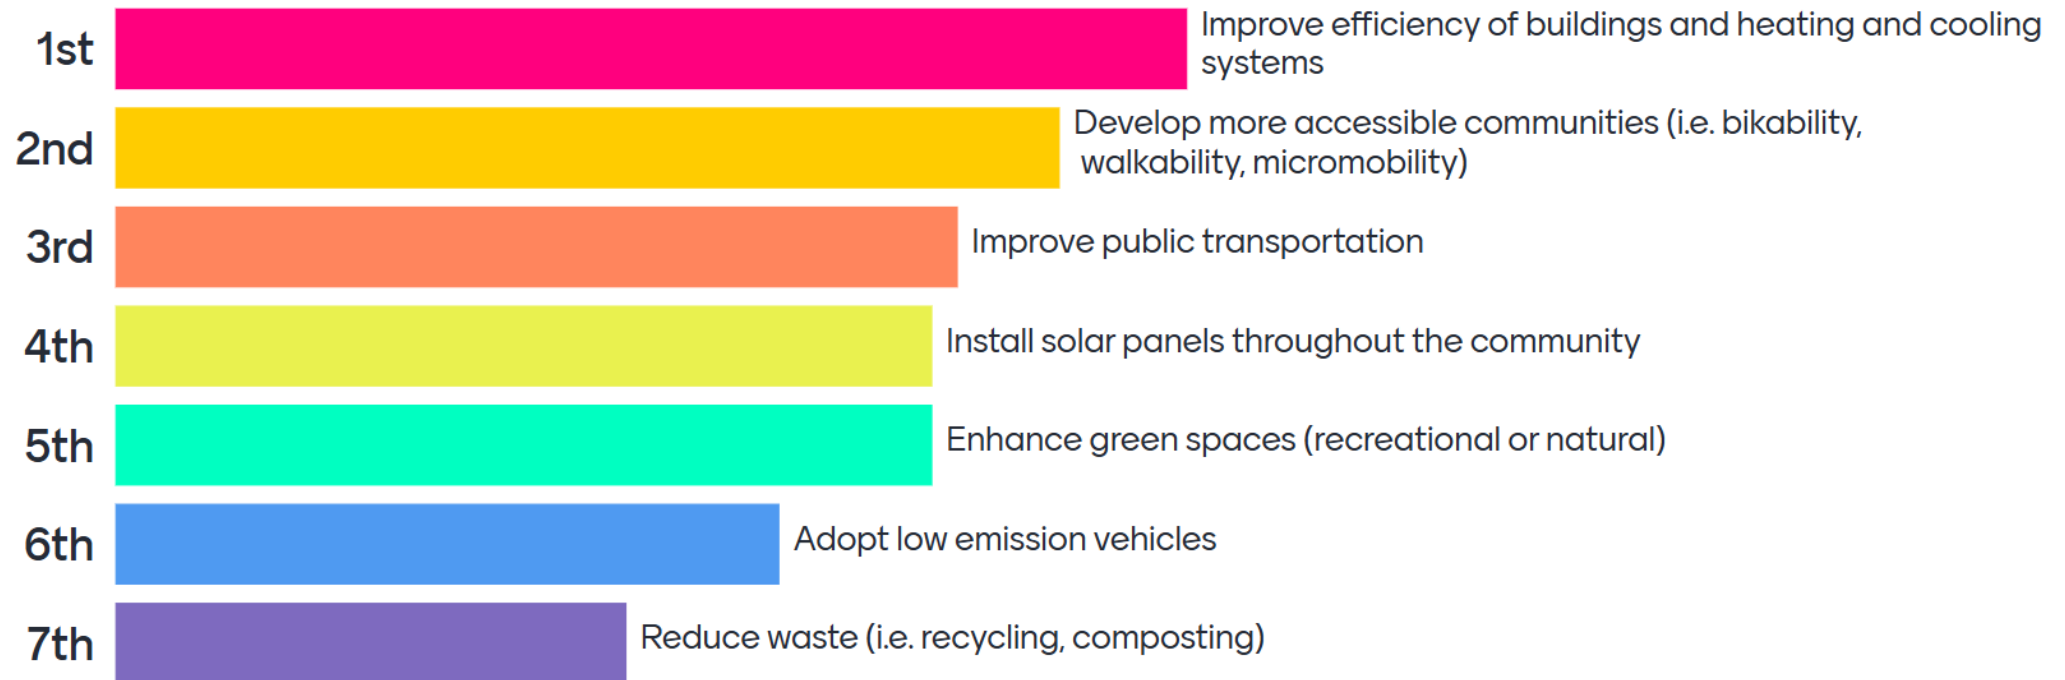 1st
Improve efficiency of buildings and heating and cooling
systems
2nd
Develop more accessible communities (i.e. bikability,
walkability, micromobility)
3rd
Improve public transportation
4th
Install solar panels throughout the community
5th
Enhance green spaces (recreational or natural)
6th
Adopt low emission vehicles
7th
Reduce waste (i.e. recycling, composting)